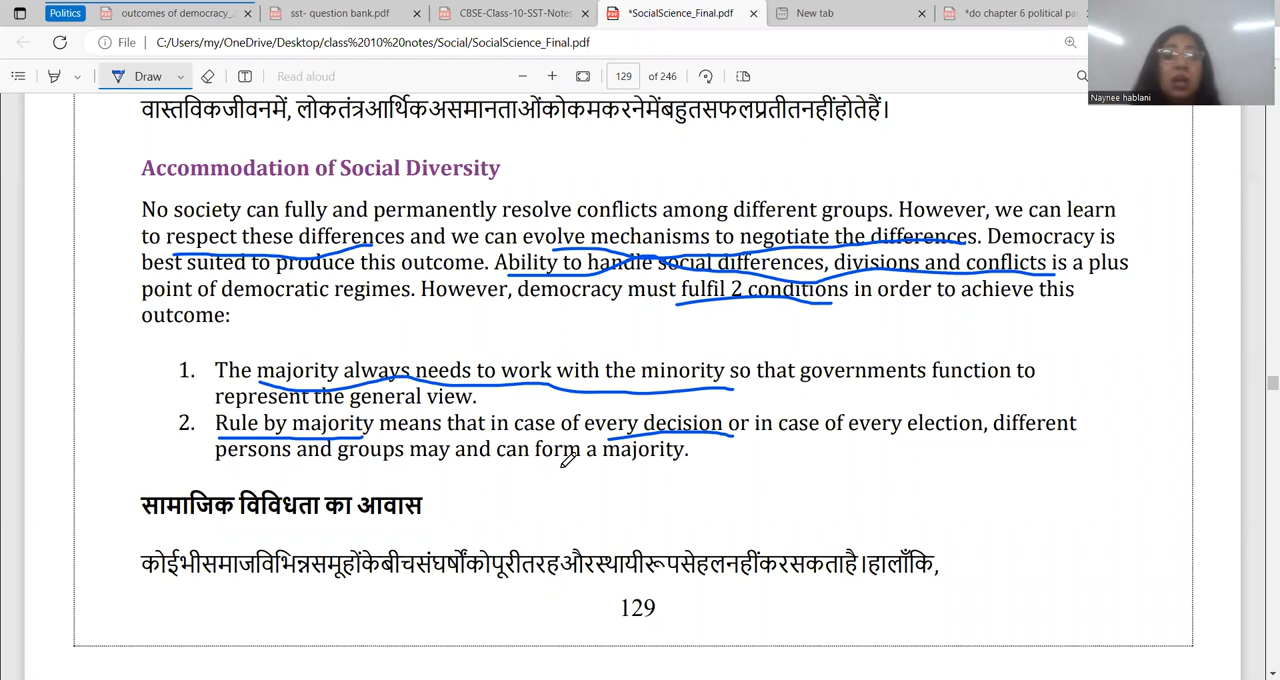 Politics
outcomes of democracy_
sst- question bank.pdf
CBSE-Class-10-SST-Notes
*SocialScience_Final.pdf
New tab
*do chapter 6 political pa
File
C:/Users/my/OneDrive/Desktop/class%2010%20notes/Social/SocialScience_Final.pdf
Draw
Read aloud
129 of 246
Naynee hablani
वास्तविकजीवनमें, लोकतंत्रआर्थिकअसमानताओंकोकमकरनेमेंबहुतसफलप्रतीतनहींहोतेहैं।
Accommodation of Social Diversity
No society can fully and permanently resolve conflicts among different groups. However, we can learn
to respect these differences and we can evolve mechanisms to negotiate the differences. Democracy is
best suited to produce this outcome. Ability to handle social differences, divisions and conflicts is a plus
point of democratic regimes. However, democracy must fulfil 2 conditions in order to achieve this
outcome:
1. The majority always needs to work with the minority so that governments function to
represent the general view.
2. Rule by majority means that in case of every decision or in case of every election, different
persons and groups may and can form a majority.
सामाजिक विविधता का आवास
कोईभीसमाजविभिन्नसमूहोंकेबीचसंघर्षोंकोपूरीतरहऔरस्थायीरूपसेहलनहींकरसकताहै।हालाँकि,
129